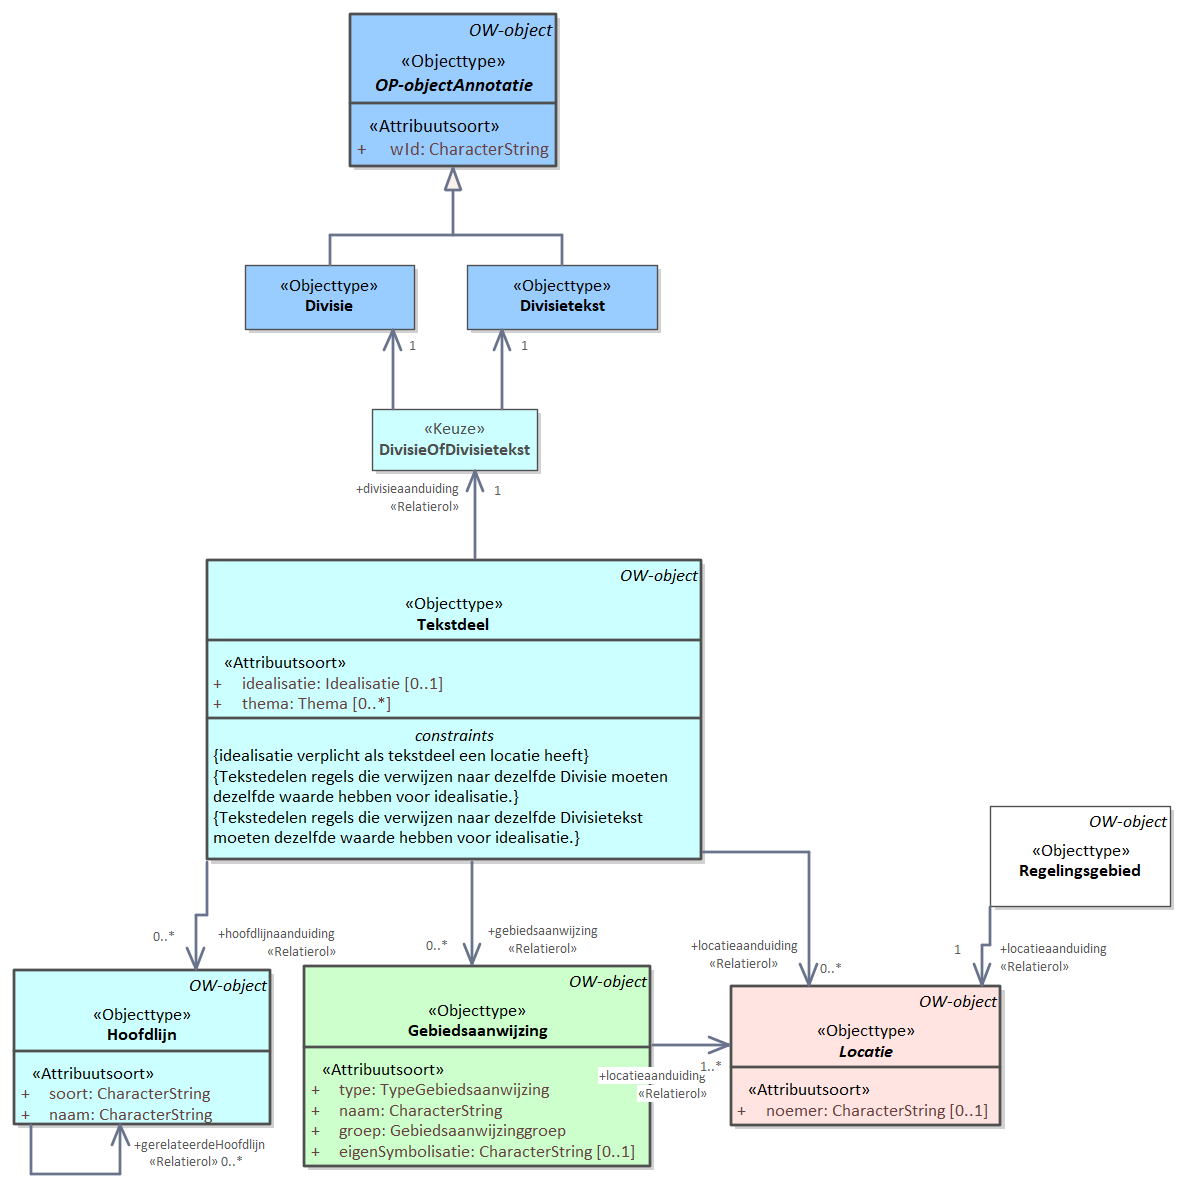 OW-object
«Objecttype»
OP-objectAnnotatie
«Attribuutsoort»
+ wId: CharacterString
«Objecttype»
Divisie
«Objecttype»
Divisietekst
1
1
«Keuze»
DivisieOfDivisietekst
+divisieaanduiding
«Relatierol»
1
OW-object
«Objecttype»
Tekstdeel
«Attribuutsoort»
+ idealisatie: Idealisatie [0..1]
+ thema: Thema [0..*]
constraints
{idealisatie verplicht als tekstdeel een locatie heeft}
{Tekstedelen regels die verwijzen naar dezelfde Divisie moeten
dezelfde waarde hebben voor idealisatie.}
{Tekstedelen regels die verwijzen naar dezelfde Divisietekst
moeten dezelfde waarde hebben voor idealisatie.}
OW-object
«Objecttype»
Regelingsgebied
0..*
+hoofdlijnaanduiding
«Relatierol»
0..*
+gebiedsaanwijzing
«Relatierol»
+locatieaanduiding
«Relatierol»
0..*
1
+locatieaanduiding
«Relatierol»
OW-object
«Objecttype»
Hoofdlijn
«Attribuutsoort»
+ soort: CharacterString
+ naam: CharacterString
+gerelateerdeHoofdlijn
«Relatierol» 0..*
OW-object
«Objecttype»
Gebiedsaanwijzing
«Attribuutsoort»
+ type: TypeGebiedsaanwijzing
+ naam: CharacterString
+ groep: Gebiedsaanwijzinggroep
+ eigenSymbolisatie: CharacterString [0..1]
1..*
+locatieaanduiding
«Relatierol»
OW-object
«Objecttype»
Locatie
«Attribuutsoort»
+ noemer: CharacterString [0..1]